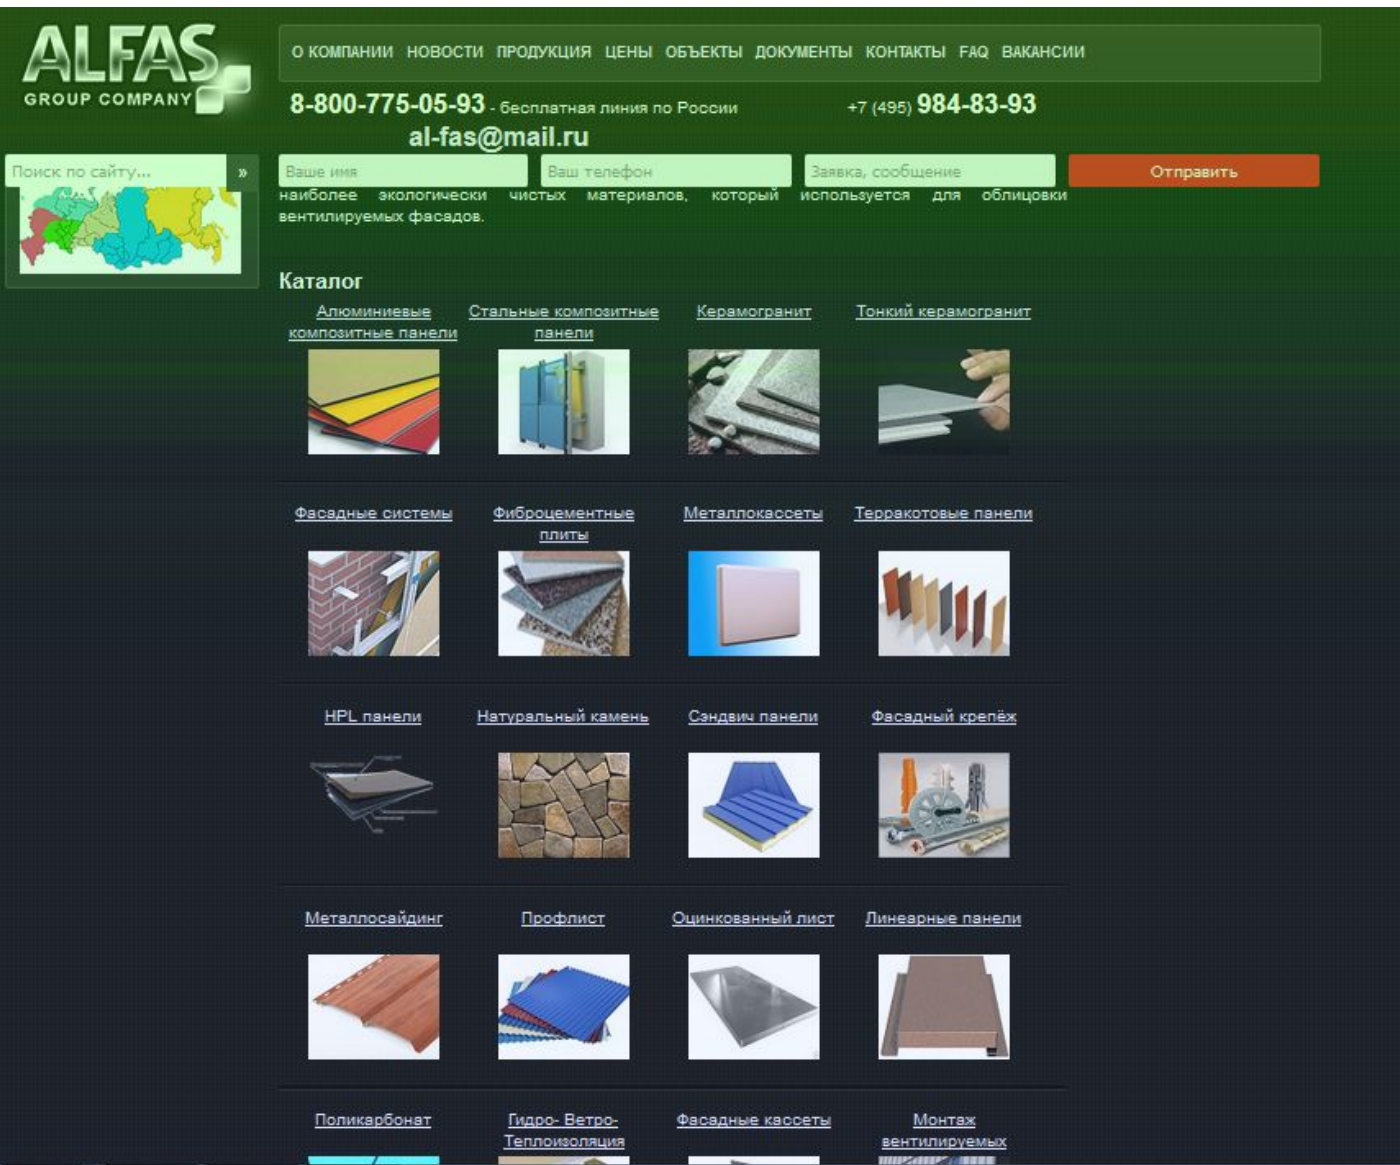 ALFAS
GROUP COMPANY
О КОМПАНИИ НОВОСТИ ПРОДУКЦИЯ ЦЕНЫ ОБЪЕКТЫ ДОКУМЕНТЫ КОНТАКТЫ FAQ ВАКАНСИИ
8-800-775-05-93 - бесплатная линия по России +7 (495) 984-83-93
al-fas@mail.ru
Поиск по сайту... » Ваше имя Ваш телефон Заявка, сообщение Отправить
наиболее экологически чистых материалов, который используется для облицовки
вентилируемых фасадов.
Каталог
Алюминиевые
композитные панели
Стальные композитные
панели
Керамогранит
Тонкий керамогранит
Фасадные системы
Фиброцементные
плиты
Металлокассеты
Терракотовые панели
HPL панели
Натуральный камень
Сэндвич панели
Фасадный крепёж
Металлосайдинг
Профлист
Оцинкованный лист
Линеарные панели
Поликарбонат
Гидро- Ветро-
Теплоизоляция
Фасадные кассеты
Монтаж
вентилируемых